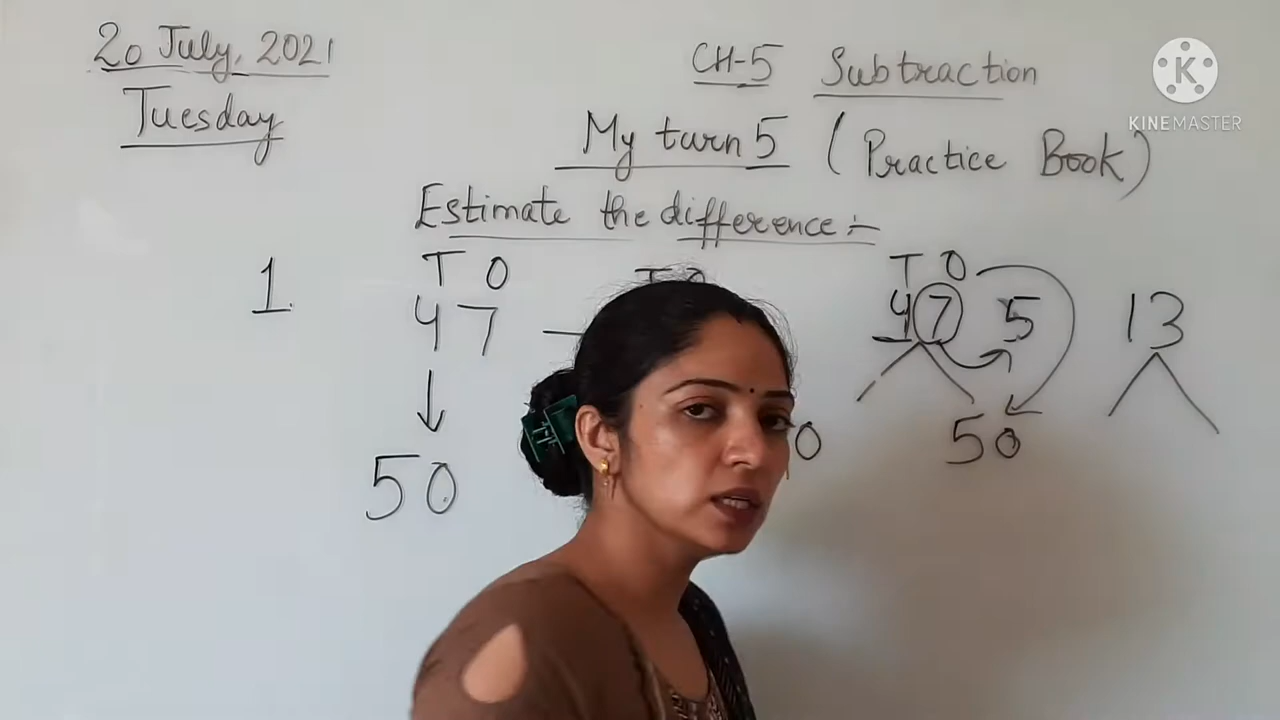 20 July, 2021
Tuesday
CH-5 Subtraction
My turn 5 (Practice Book)
Estimate the difference :-
T O T O T O
1. 47 — 47 5 13
50 0 50
K
KINEMASTER